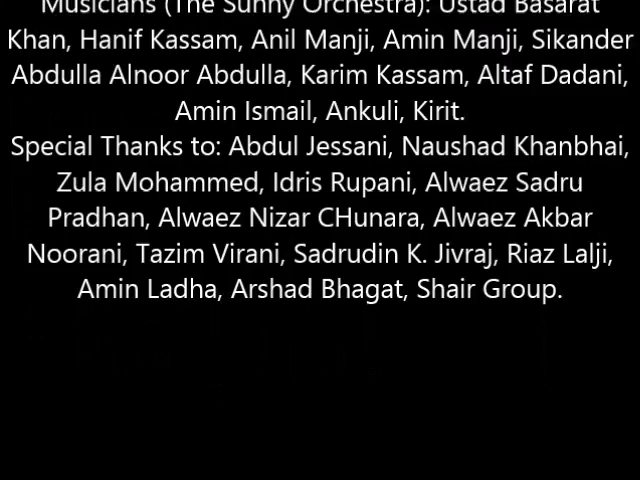 Musicians (The Sunny Orchestra): Ustad Basarat
Khan, Hanif Kassam, Anil Manji, Amin Manji, Sikander
Abdulla Alnoor Abdulla, Karim Kassam, Altaf Dadani,
Amin Ismail, Ankuli, Kirit.
Special Thanks to: Abdul Jessani, Naushad Khanbhai,
Zula Mohammed, Idris Rupani, Alwaez Sadru
Pradhan, Alwaez Nizar CHunara, Alwaez Akbar
Noorani, Tazim Virani, Sadrudin K. Jivraj, Riaz Lalji,
Amin Ladha, Arshad Bhagat, Shair Group.